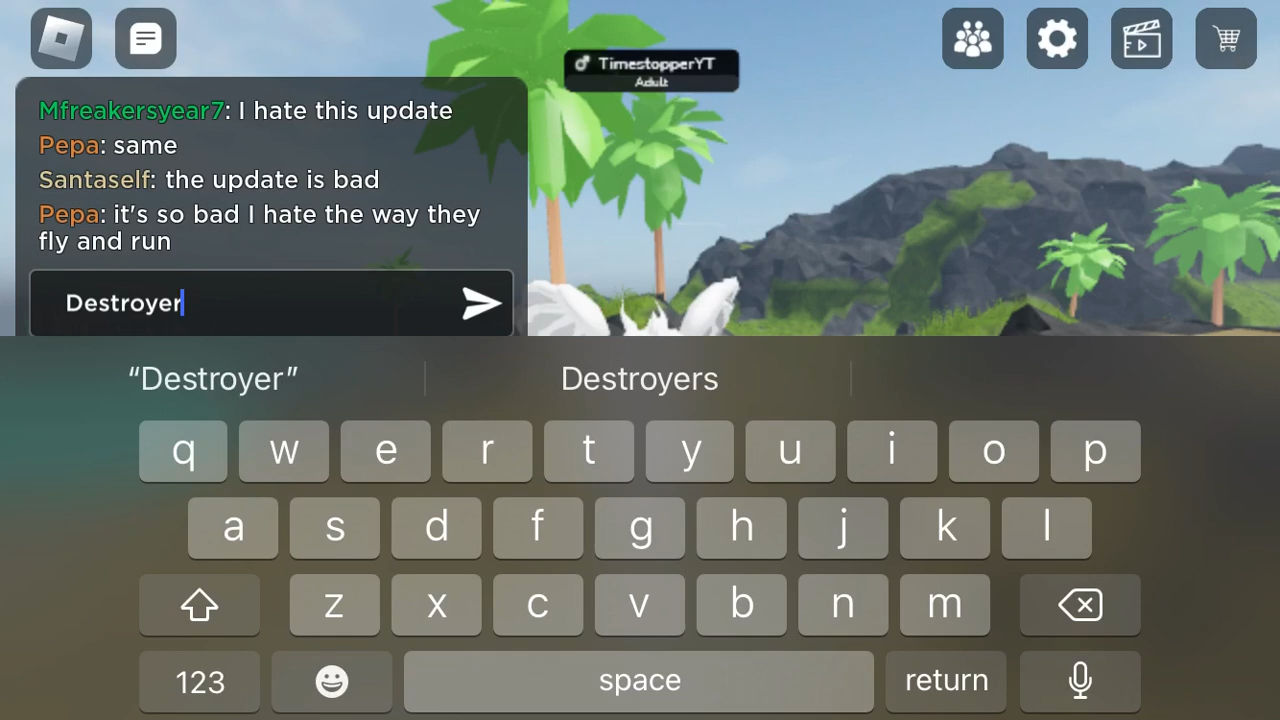 TimestopperYT
Adult
Mfreakersyear7: I hate this update
Pepa: same
Santaself: the update is bad
Pepa: it's so bad I hate the way they
fly and run
Destroyer
“Destroyer” Destroyers
q w e r t y u i o p
a s d f g h j k l
z x c v b n m
123 space return